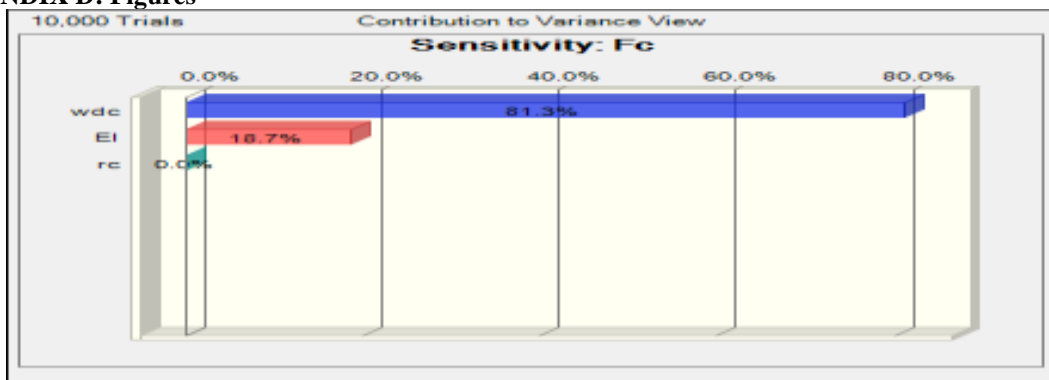 NDIX D: Figures
10,000 Trials Contribution to Variance View
Sensitivity: Fc
0.0% 20.0% 40.0% 60.0% 80.0%
wdc 81.3%
EI 18.7%
rc 0.0%